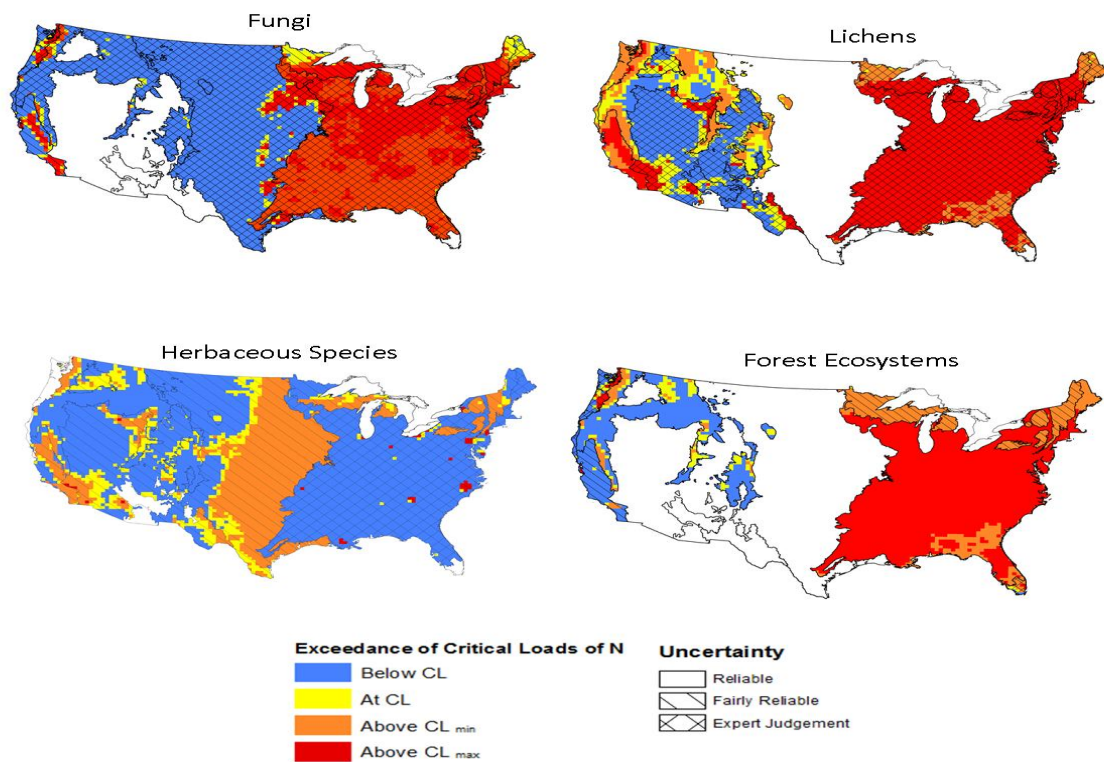 Fungi
Lichens
Herbaceous Species
Forest Ecosystems
Exceedance of Critical Loads of N
Below CL
At CL
Above CL min
Above CL max
Uncertainty
Reliable
Fairly Reliable
Expert Judgement